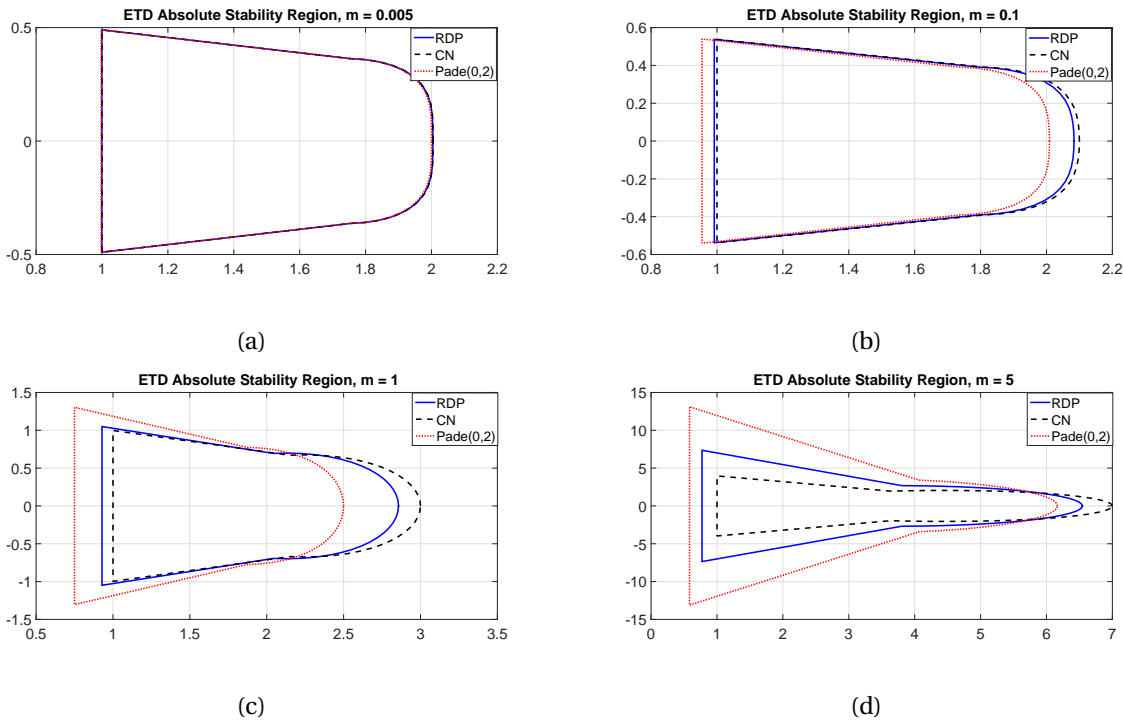 ETD Absolute Stability Region, m = 0.005
0.5
0
-0.5
0.8
1
1.2
1.4
1.6
1.8
2
2.2
RDP
CN
Pade(0,2)
(a)
ETD Absolute Stability Region, m = 0.1
0.6
0.4
0.2
0
-0.2
-0.4
-0.6
0.8
1
1.2
1.4
1.6
1.8
2
2.2
RDP
CN
Pade(0,2)
(b)
ETD Absolute Stability Region, m = 1
1.5
1
0.5
0
-0.5
-1
-1.5
0.5
1
1.5
2
2.5
3
3.5
RDP
CN
Pade(0,2)
(c)
ETD Absolute Stability Region, m = 5
15
10
5
0
-5
-10
-15
0
1
2
3
4
5
6
7
RDP
CN
Pade(0,2)
(d)